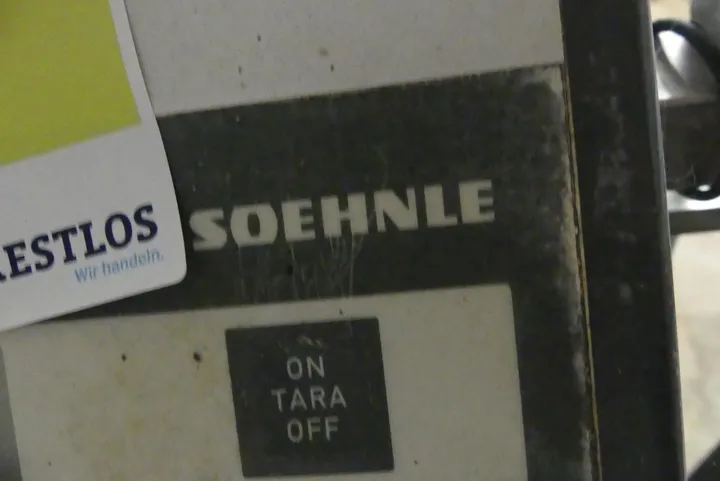 SOEHNLE
RESTLOS
Wir handeln.
ON
TARA
OFF